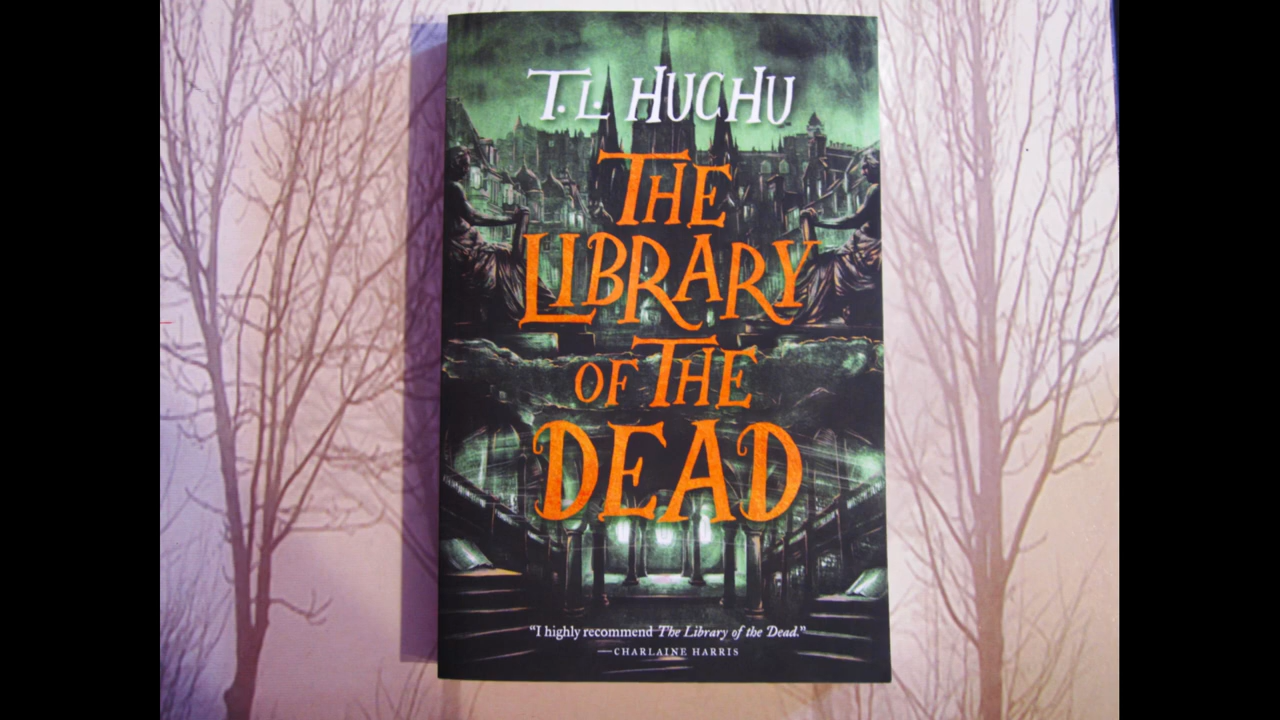 T. L. HUCHU
THE
LIBRARY
OF THE
DEAD
“I highly recommend The Library of the Dead.”
—CHARLAINE HARRIS